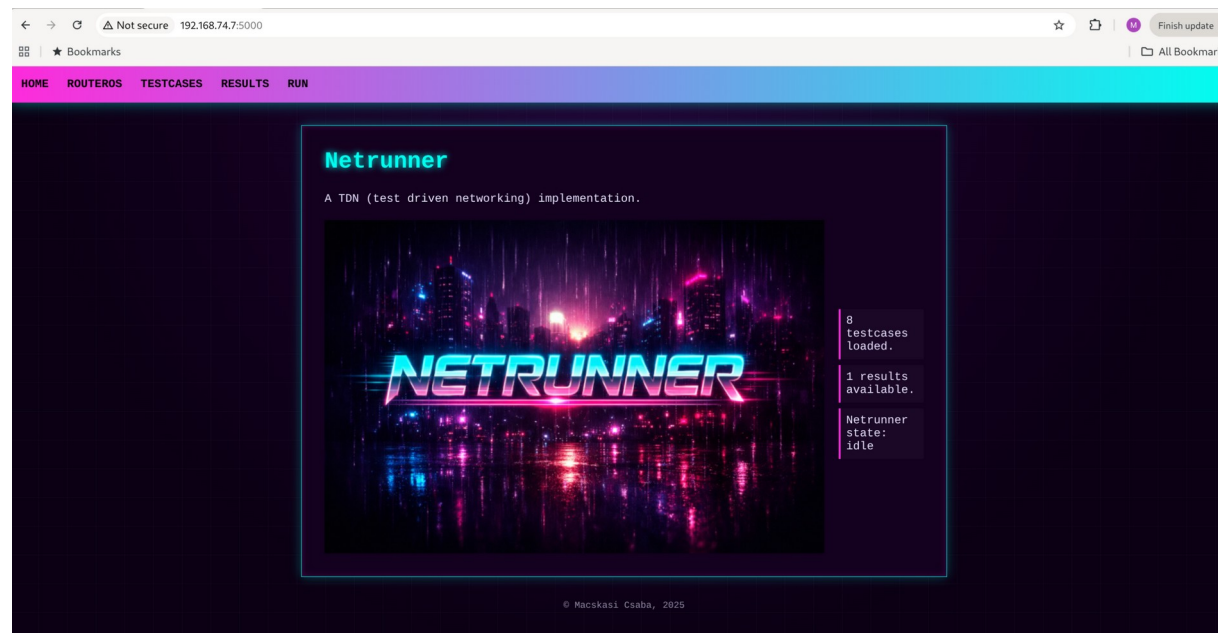 Not secure 192.168.74.7:5000
M
Finish update
Bookmarks
All Bookmar
HOME ROUTEROS TESTCASES RESULTS RUN
Netrunner
A TDN (test driven networking) implementation.
NETRUNNER
8
testcases
loaded.
1 results
available.
Netrunner
state:
idle
© Macskasi Csaba, 2025